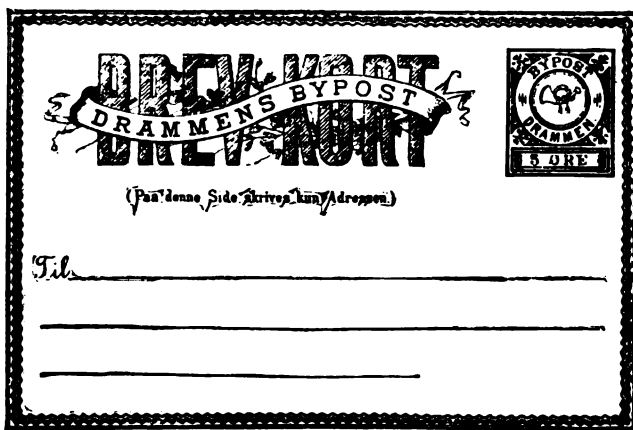 BREV-KORT
DRAMMENS BYPOST
BYPOST
DRAMMEN.
5 ØRE
(Paa denne Side skrives kun Adressen.)
Til